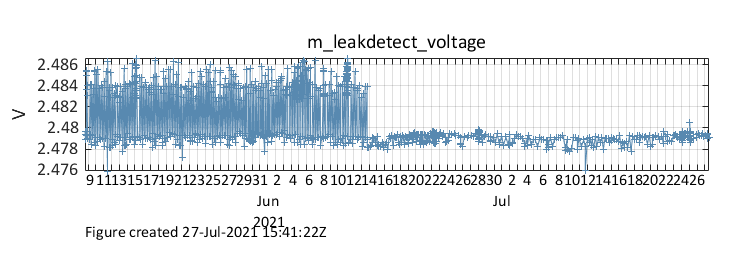 m_leakdetect_voltage
2.486
2.484
2.482
2.48
2.478
2.476
V
9 11 13 15 17 19 21 23 25 27 29 31 2 4 6 8 10 12 14 16 18 20 22 24 26 28 30 2 4 6 8 10 12 14 16 18 20 22 24 26
Jun Jul
2021
Figure created 27-Jul-2021 15:41:22Z